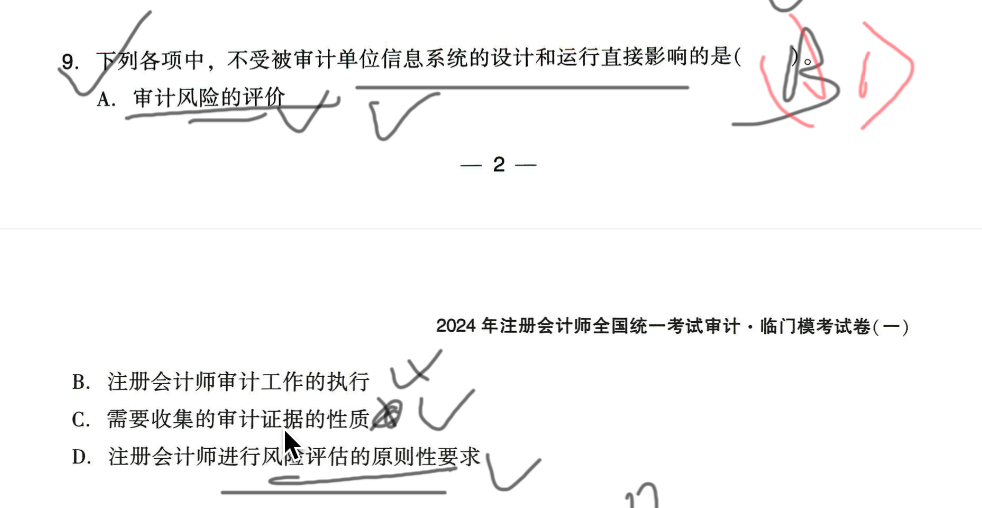 9. 下列各项中，不受被审计单位信息系统的设计和运行直接影响的是( )。
A. 审计风险的评价
— 2 —
2024 年注册会计师全国统一考试审计·临门模考试卷(一)
B. 注册会计师审计工作的执行
C. 需要收集的审计证据的性质
D. 注册会计师进行风险评估的原则性要求